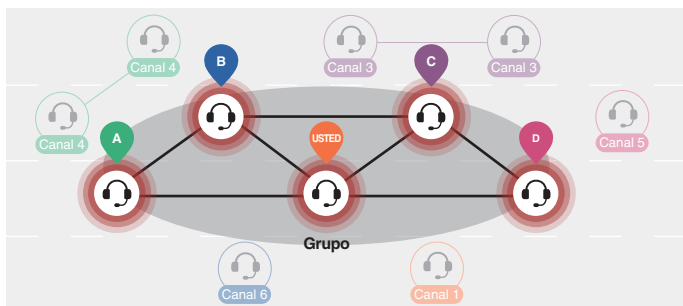 Canal 4
B
Canal 3
C
Canal 3
Canal 4
A
USTED
D
Canal 5
Grupo
Canal 6
Canal 1